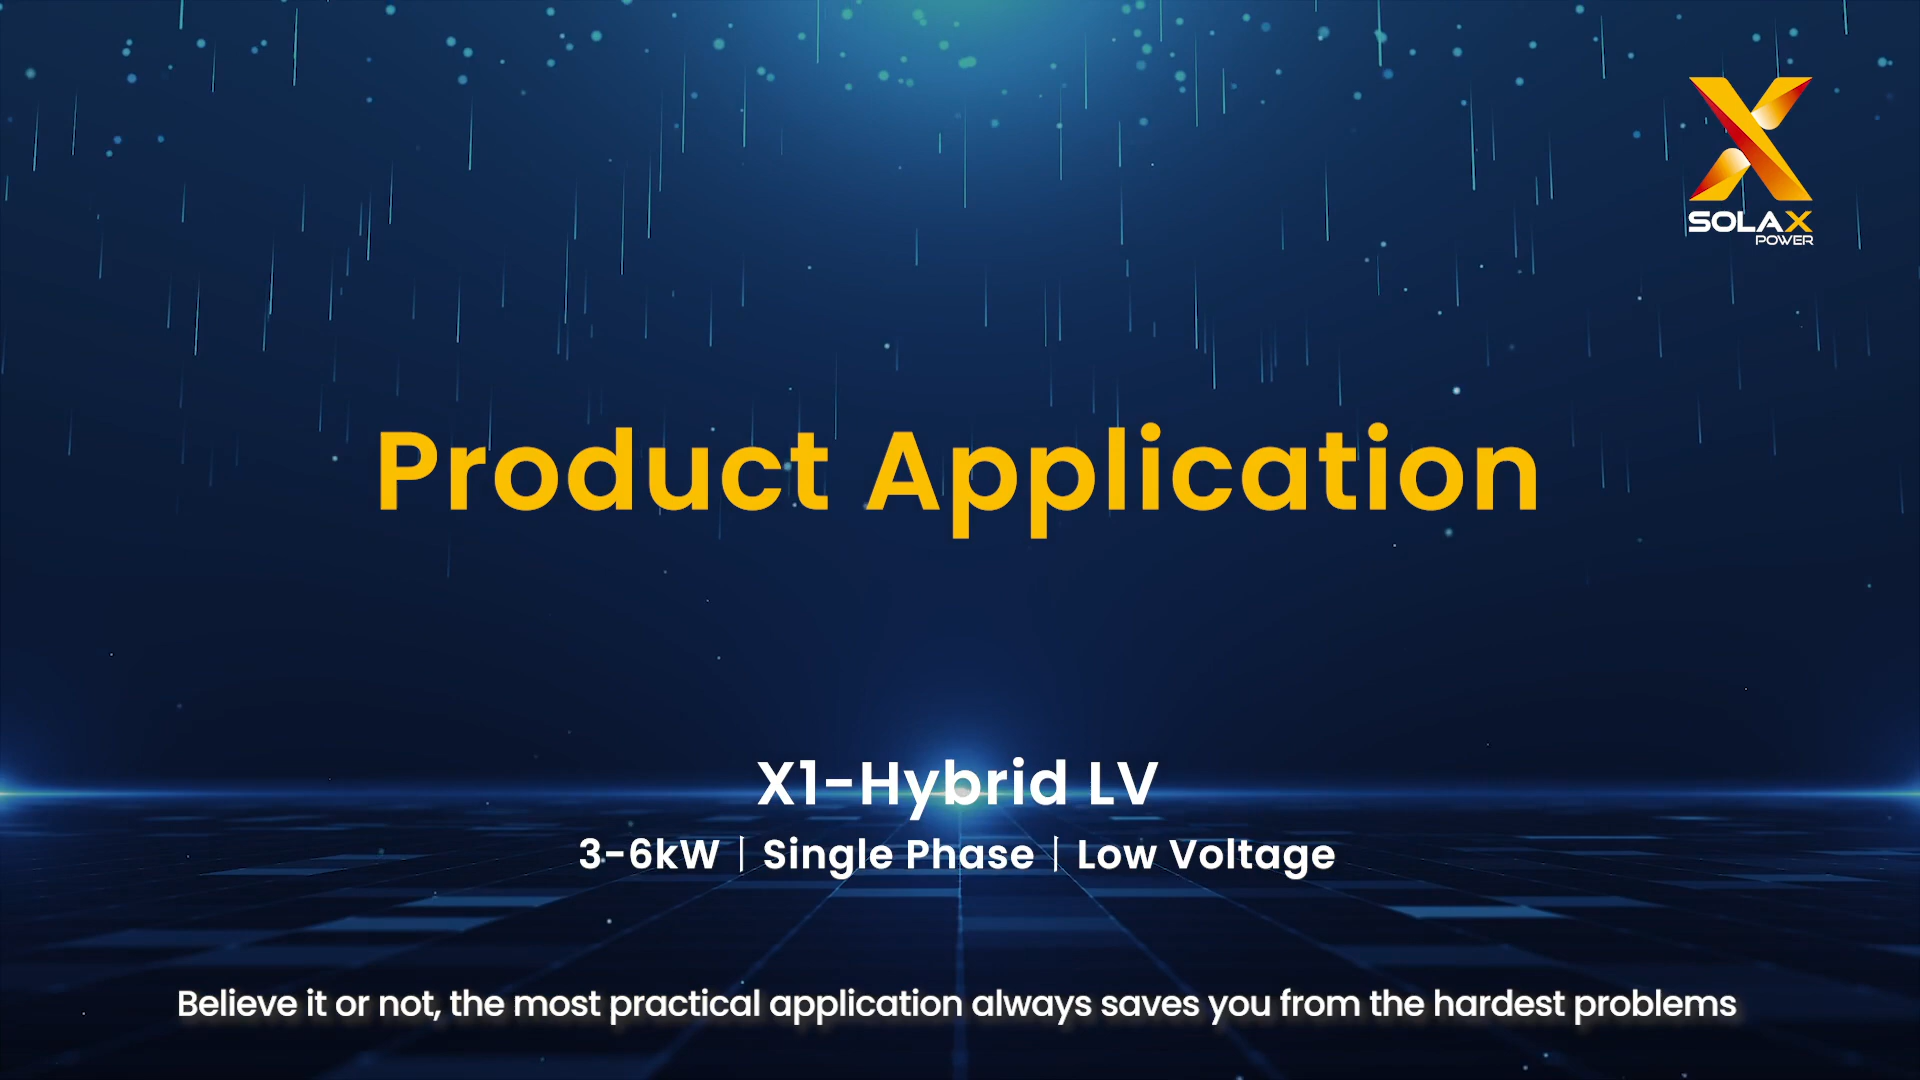 SOLAX
POWER
Product Application
X1-Hybrid LV
3-6kW | Single Phase | Low Voltage
Believe it or not, the most practical application always saves you from the hardest problems